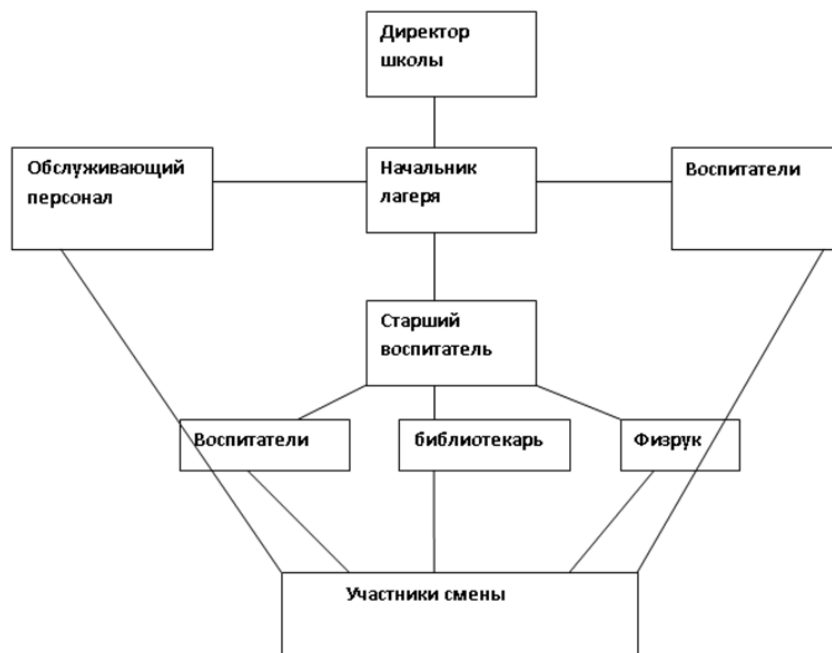 Директор
школы
Обслуживающий
персонал
Начальник
лагеря
Воспитатели
Старший
воспитатель
Воспитатели
библиотекарь
Физрук
Участники смены